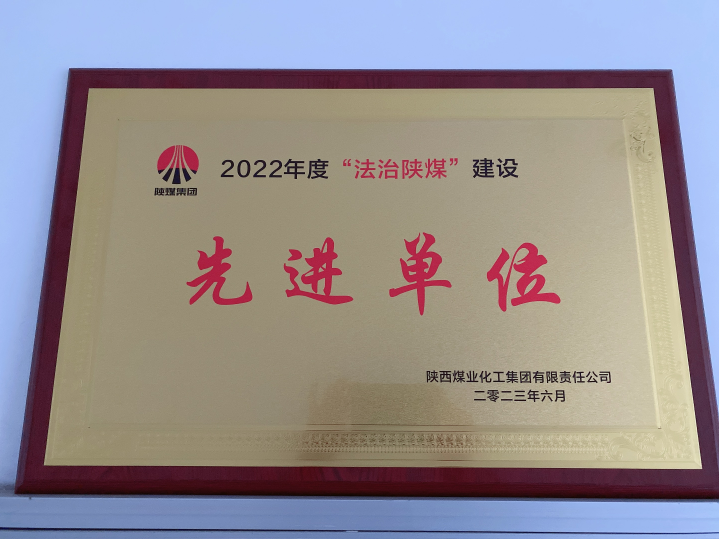 陕煤集团
2022年度“法治陕煤”建设
先进单位
陕西煤业化工集团有限责任公司
二零二三年六月